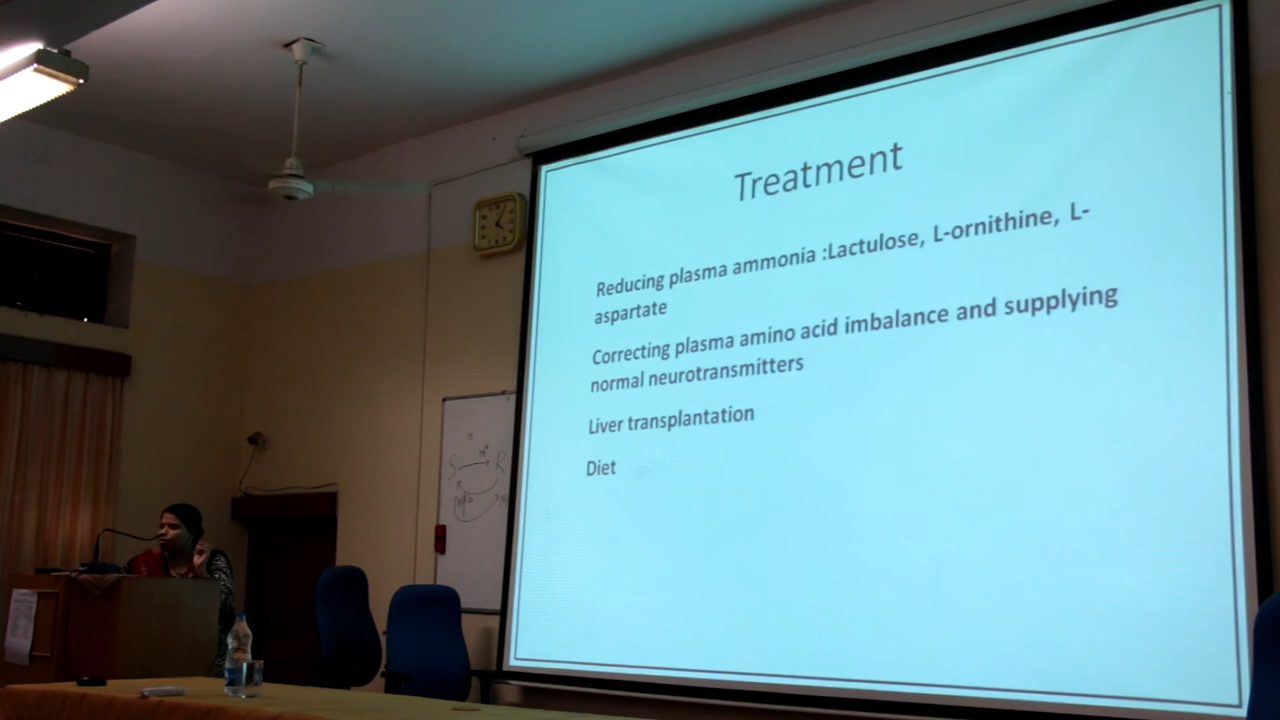 Treatment
Reducing plasma ammonia :Lactulose, L-ornithine, L-
aspartate
Correcting plasma amino acid imbalance and supplying
normal neurotransmitters
Liver transplantation
Diet
S
R